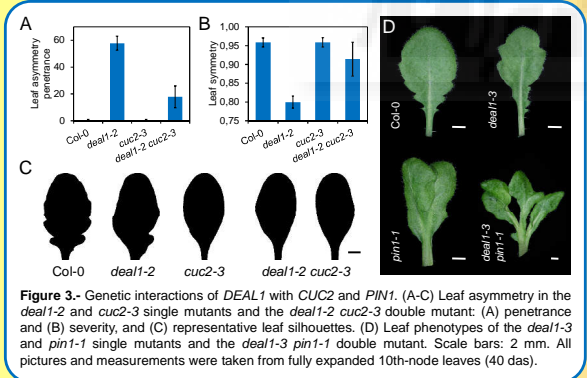 A
Leaf asymmetry
penetrance
60
40
20
0
Col-0
deal1-2
cuc2-3
deal1-2 cuc2-3
B
Leaf symmetry
1,00
0,95
0,90
0,85
0,80
0,75
Col-0
deal1-2
cuc2-3
deal1-2 cuc2-3
C
Col-0
deal1-2
cuc2-3
deal1-2 cuc2-3
D
Col-0
deal1-3
pin1-1
deal1-3
pin1-1
Figure 3.- Genetic interactions of DEAL1 with CUC2 and PIN1. (A-C) Leaf asymmetry in the
deal1-2 and cuc2-3 single mutants and the deal1-2 cuc2-3 double mutant: (A) penetrance
and (B) severity, and (C) representative leaf silhouettes. (D) Leaf phenotypes of the deal1-3
and pin1-1 single mutants and the deal1-3 pin1-1 double mutant. Scale bars: 2 mm. All
pictures and measurements were taken from fully expanded 10th-node leaves (40 das).